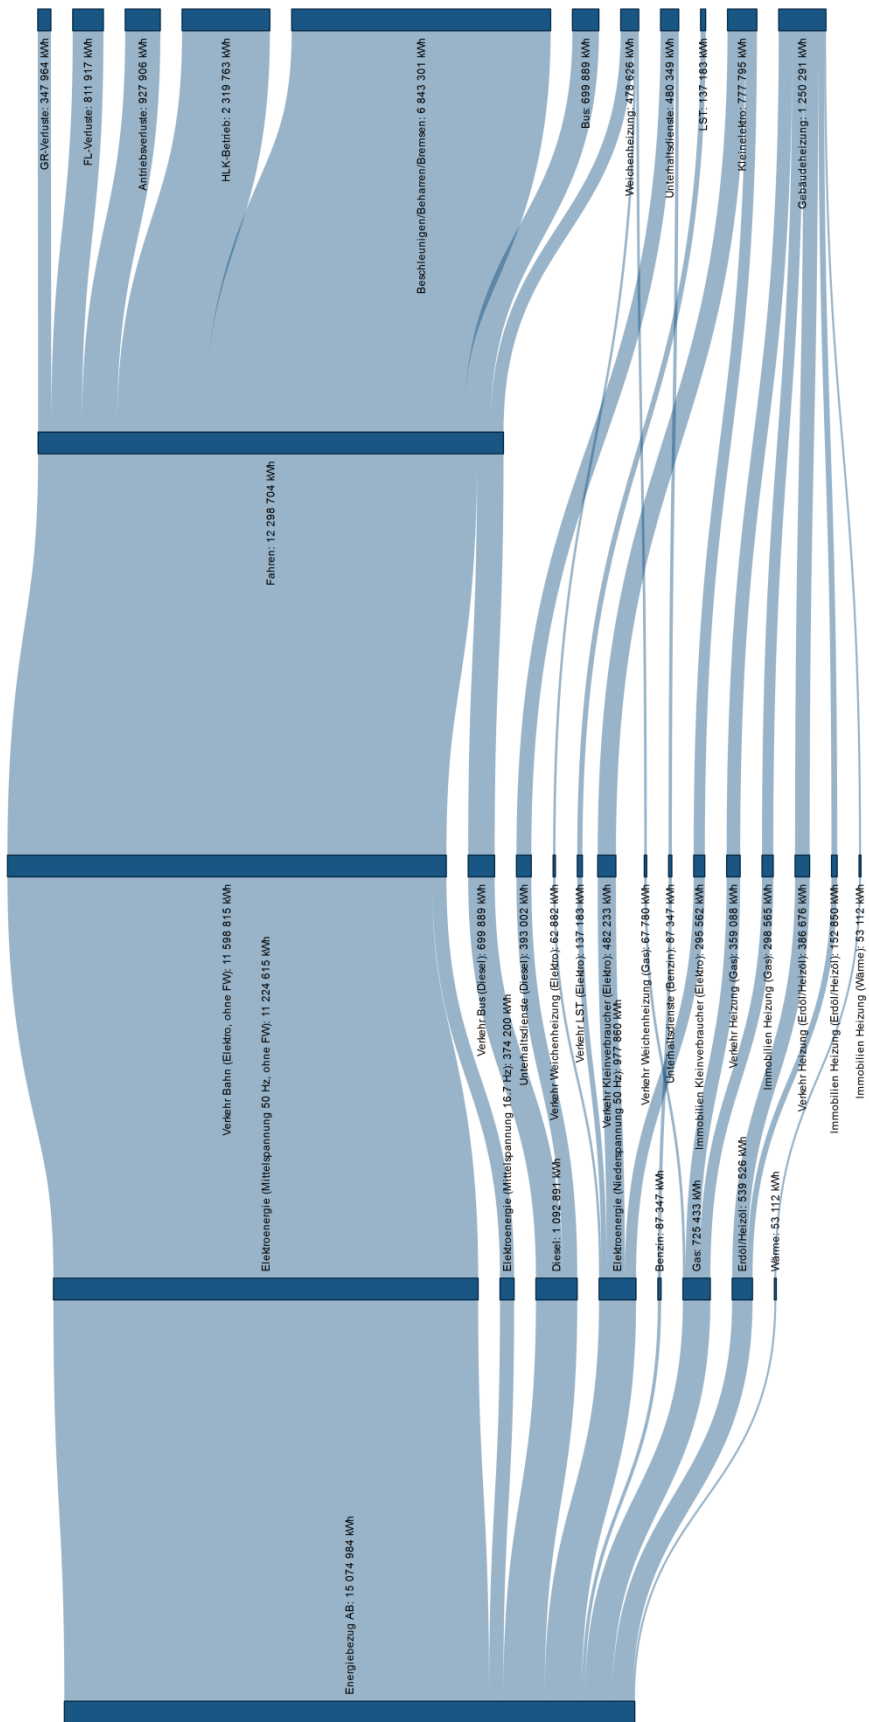 GR-Verluste: 347 964 kWh
FL-Verluste: 811 917 kWh
Antriebsverluste: 927 906 kWh
HLK-Betrieb: 2 319 763 kWh
Beschleunigen/Beharren/Bremsen: 6 843 301 kWh
Bus: 699 889 kWh
Weichenheizung: 478 626 kWh
Unterhaltsdienste: 480 349 kWh
LST: 137 183 kWh
Kleinelektro: 777 795 kWh
Gebäudeheizung: 1 250 291 kWh
Fahren: 12 298 704 kWh
Verkehr Bahn (Elektro, ohne FW): 11 598 815 kWh
Verkehr Bus (Diesel): 699 889 kWh
Unterhaltsdienste (Diesel): 393 002 kWh
Verkehr Weichenheizung (Elektro): 62 882 kWh
Verkehr LST (Elektro): 137 183 kWh
Verkehr Kleinverbraucher (Elektro): 482 233 kWh
Verkehr Weichenheizung (Gas): 67 780 kWh
Unterhaltsdienste (Benzin): 87 347 kWh
Immobilien Kleinverbraucher (Elektro): 295 562 kWh
Verkehr Heizung (Gas): 359 088 kWh
Immobilien Heizung (Gas): 298 565 kWh
Verkehr Heizung (Erdöl/Heizöl): 386 676 kWh
Immobilien Heizung (Erdöl/Heizöl): 152 850 kWh
Immobilien Heizung (Wärme): 53 112 kWh
Elektroenergie (Mittelspannung 50 Hz, ohne FW): 11 224 615 kWh
Elektroenergie (Mittelspannung 16.7 Hz): 374 200 kWh
Diesel: 1 092 891 kWh
Elektroenergie (Niederspannung 50 Hz): 977 860 kWh
Benzin: 87 347 kWh
Gas: 725 433 kWh
Erdöl/Heizöl: 539 526 kWh
Wärme: 53 112 kWh
Energiebezug AB: 15 074 984 kWh